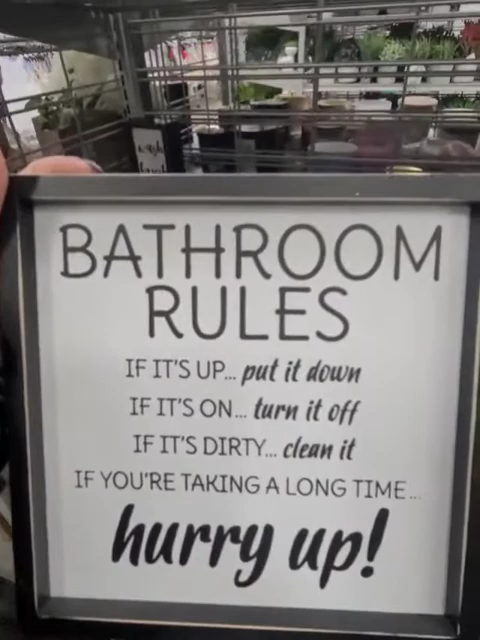 BATHROOM
RULES
IF IT'S UP... put it down
IF IT'S ON... turn it off
IF IT'S DIRTY... clean it
IF YOU'RE TAKING A LONG TIME...
hurry up!